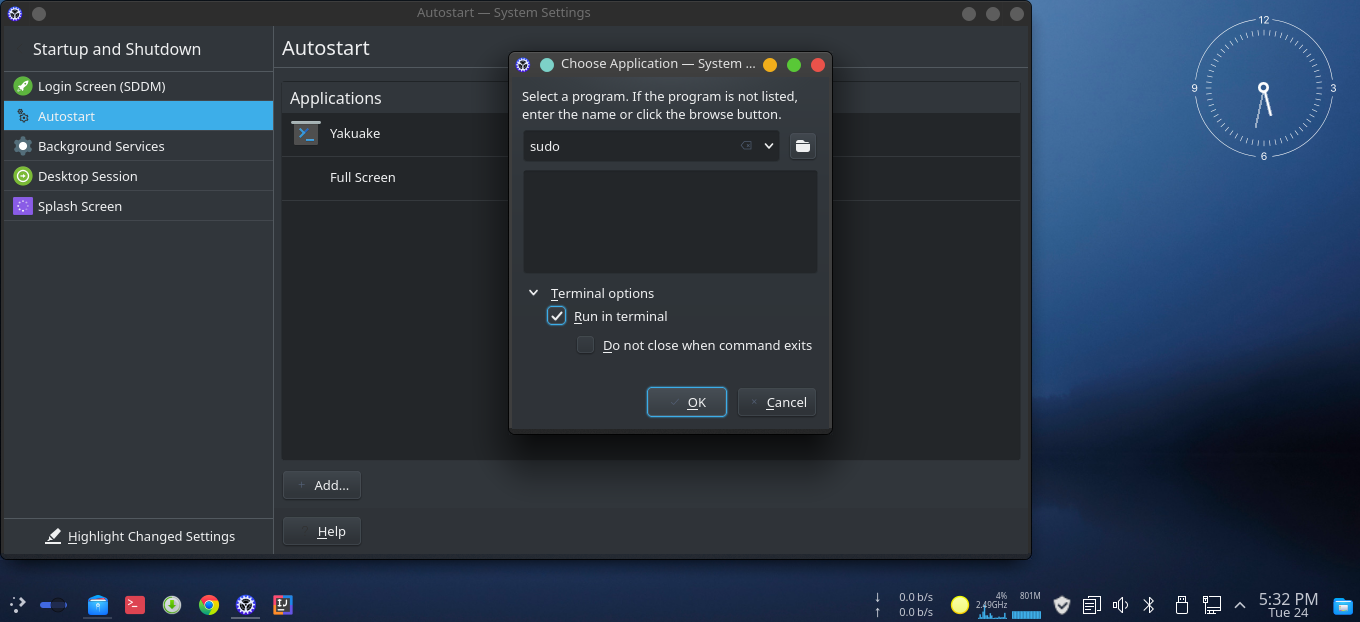 Autostart — System Settings
Startup and Shutdown
Login Screen (SDDM)
Autostart
Background Services
Desktop Session
Splash Screen
Highlight Changed Settings
Autostart
Applications
Yakuake
Full Screen
+ Add...
Help
Choose Application — System ...
Select a program. If the program is not listed,
enter the name or click the browse button.
sudo
Terminal options
Run in terminal
Do not close when command exits
OK
Cancel
12
3
6
9
0.0 b/s
0.0 b/s
4%
2.49GHz
801M
5:32 PM
Tue 24